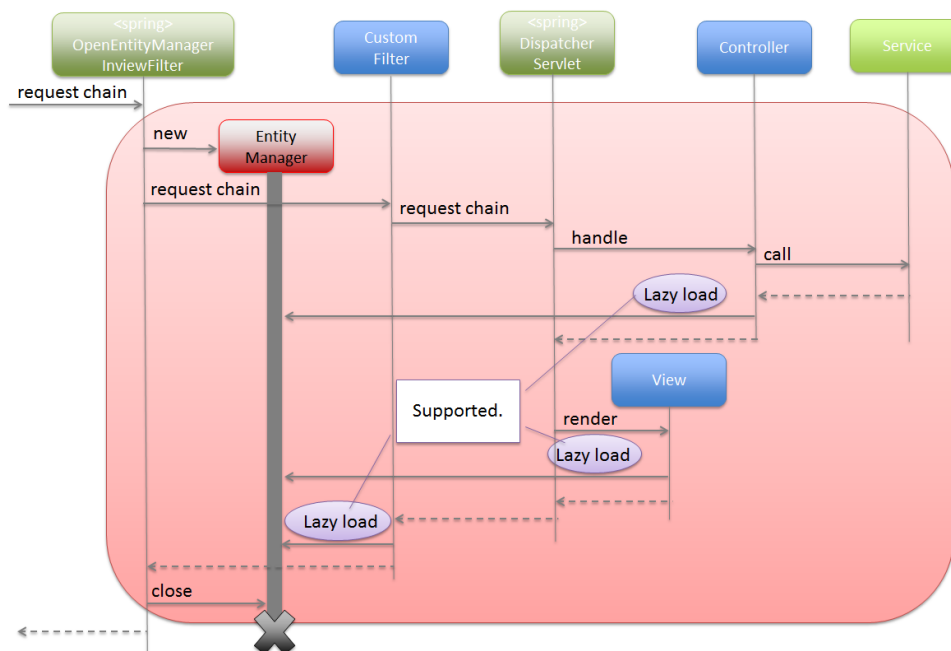 <spring>
OpenEntityManager
InviewFilter
Custom
Filter
<spring>
Dispatcher
Servlet
Controller
Service
request chain
new
Entity
Manager
request chain
request chain
handle
call
Lazy load
View
Supported.
render
Lazy load
Lazy load
close